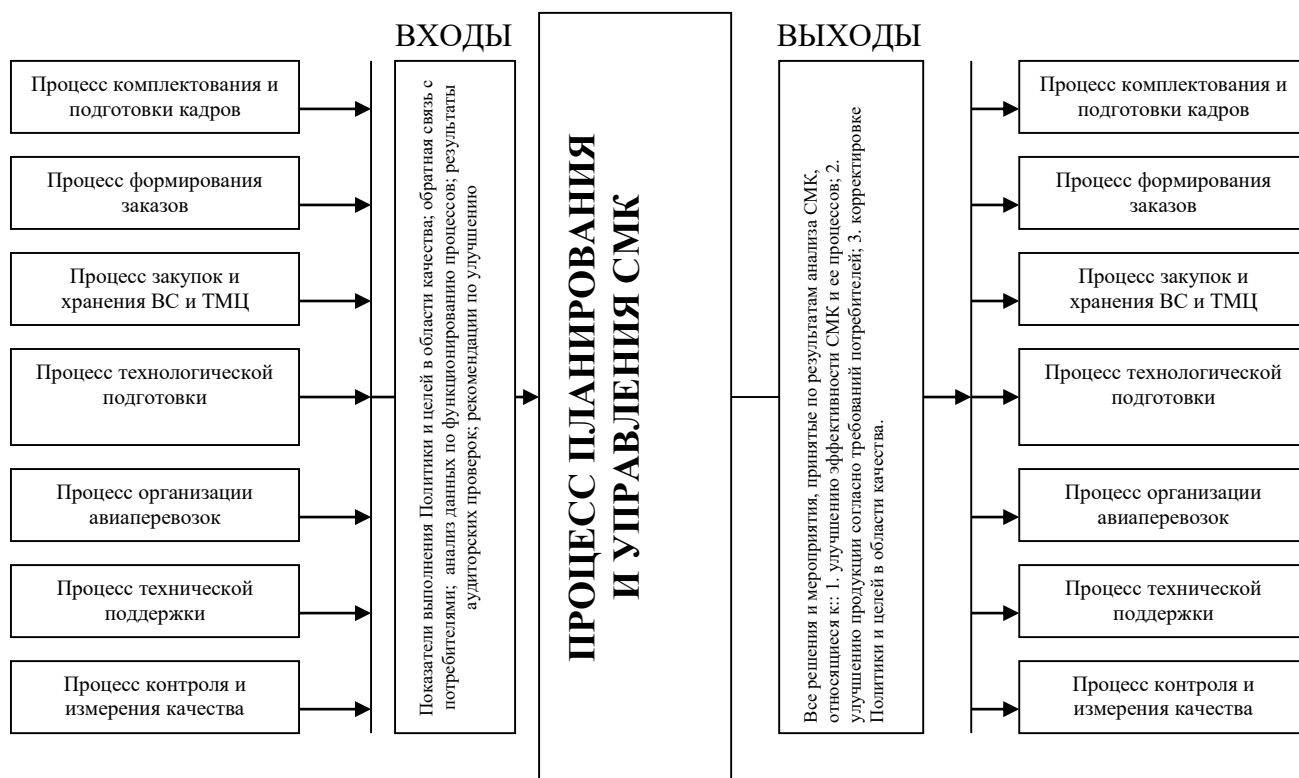 ВХОДЫ
Процесс комплектования и
подготовки кадров
Процесс формирования
заказов
Процесс закупок и
хранения ВС и ТМЦ
Процесс технологической
подготовки
Процесс организации
авиаперевозок
Процесс технической
поддержки
Процесс контроля и
измерения качества
Показатели выполнения Политики и целей в области качества; обратная связь с
потребителями; анализ данных по функционированию процессов; результаты
аудиторских проверок; рекомендации по улучшению
ПРОЦЕСС ПЛАНИРОВАНИЯ
И УПРАВЛЕНИЯ СМК
ВЫХОДЫ
Все решения и мероприятия, принятые по результатам анализа СМК,
относящиеся к:: 1. улучшению эффективности СМК и ее процессов; 2.
улучшению продукции согласно требований потребителей; 3. корректировке
Политики и целей в области качества.
Процесс комплектования и
подготовки кадров
Процесс формирования
заказов
Процесс закупок и
хранения ВС и ТМЦ
Процесс технологической
подготовки
Процесс организации
авиаперевозок
Процесс технической
поддержки
Процесс контроля и
измерения качества